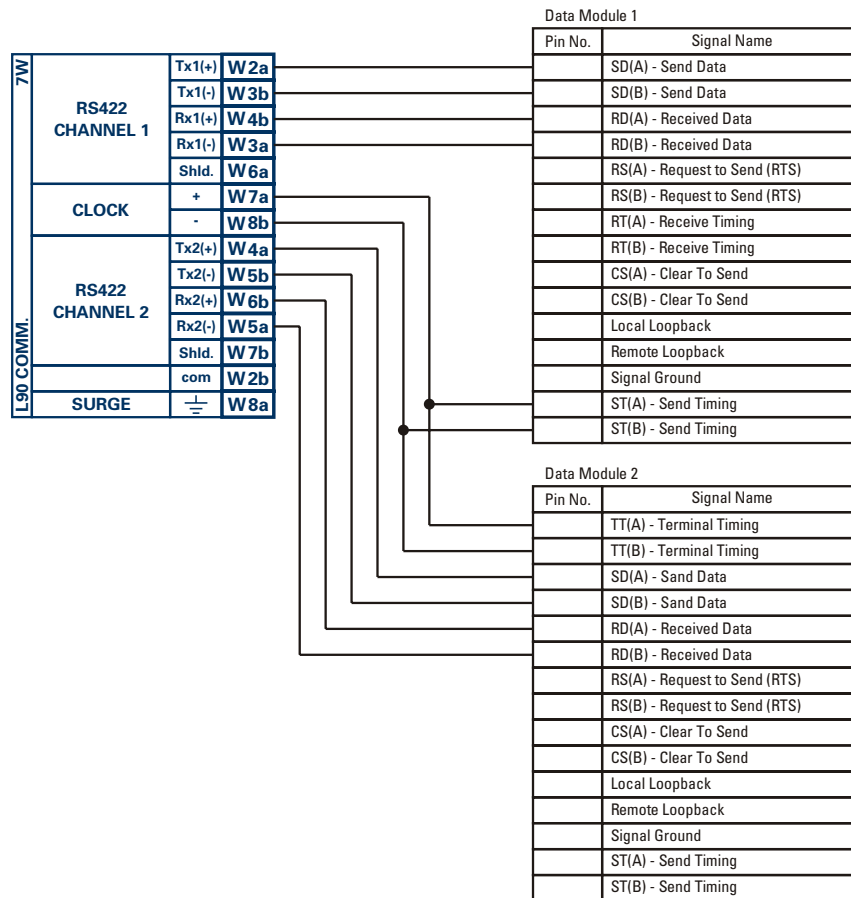 Data Module 1
Pin No. Signal Name
7W
L90 COMM.
RS422
CHANNEL 1
Tx1(+) W2a
Tx1(-) W3b
Rx1(+) W4b
Rx1(-) W3a
Shld. W6a
CLOCK
+ W7a
- W8b
RS422
CHANNEL 2
Tx2(+) W4a
Tx2(-) W5b
Rx2(+) W6b
Rx2(-) W5a
Shld. W7b
com W2b
SURGE W8a
SD(A) - Send Data
SD(B) - Send Data
RD(A) - Received Data
RD(B) - Received Data
RS(A) - Request to Send (RTS)
RS(B) - Request to Send (RTS)
RT(A) - Receive Timing
RT(B) - Receive Timing
CS(A) - Clear To Send
CS(B) - Clear To Send
Local Loopback
Remote Loopback
Signal Ground
ST(A) - Send Timing
ST(B) - Send Timing
Data Module 2
Pin No. Signal Name
TT(A) - Terminal Timing
TT(B) - Terminal Timing
SD(A) - Sand Data
SD(B) - Sand Data
RD(A) - Received Data
RD(B) - Received Data
RS(A) - Request to Send (RTS)
RS(B) - Request to Send (RTS)
CS(A) - Clear To Send
CS(B) - Clear To Send
Local Loopback
Remote Loopback
Signal Ground
ST(A) - Send Timing
ST(B) - Send Timing